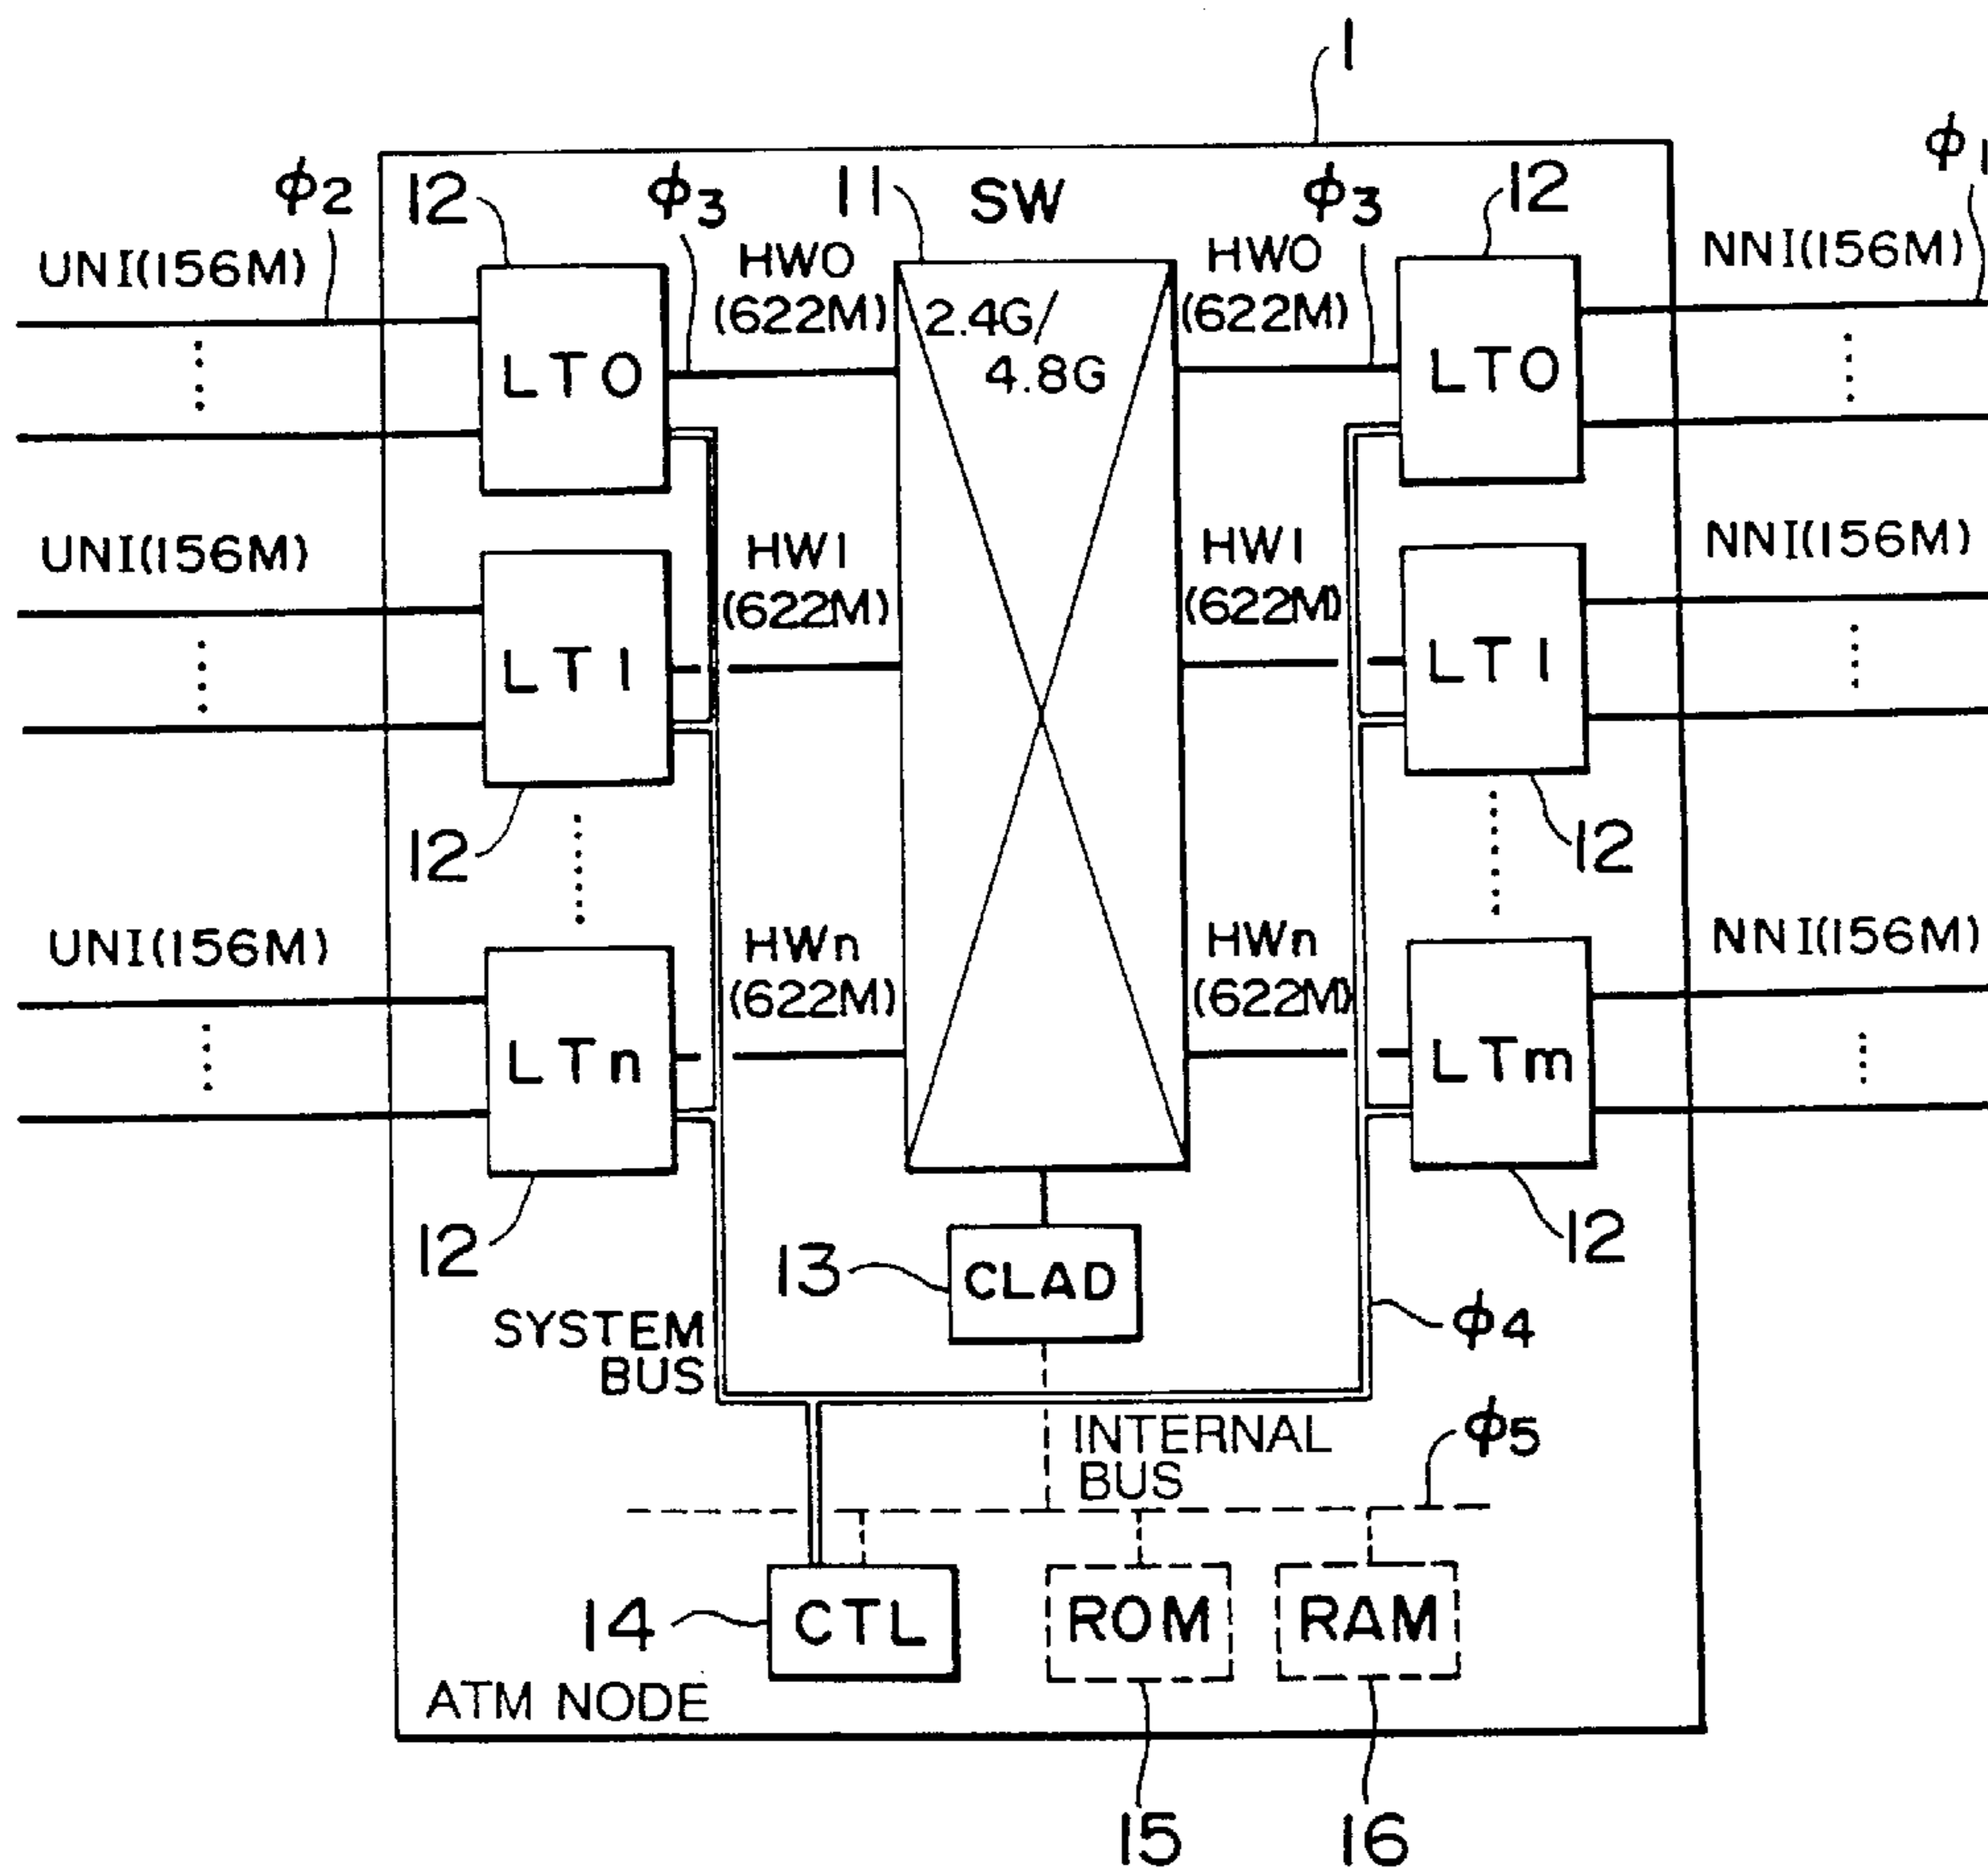 1
ϕ2
12
ϕ3
11
SW
ϕ3
12
ϕ1
UNI(156M)
HW0
(622M)
2.4G/
4.8G
HW0
(622M)
NNI(156M)
LT0
LT0
UNI(156M)
HW1
(622M)
HW1
(622M)
NNI(156M)
LT1
LT1
12
12
UNI(156M)
HWn
(622M)
HWn
(622M)
NNI(156M)
LTn
LTm
12
12
13
CLAD
SYSTEM
BUS
ϕ4
INTERNAL
BUS
ϕ5
14
CTL
ROM
RAM
ATM NODE
15
16